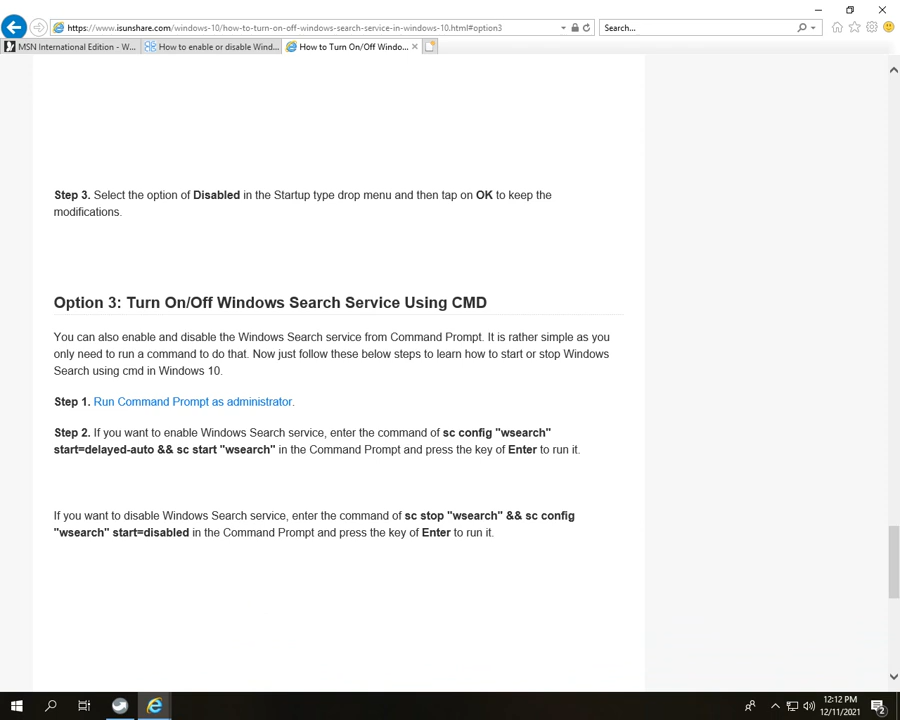 https://www.isunshare.com/windows-10/how-to-turn-on-off-windows-search-service-in-windows-10.html#option3
Search...
MSN International Edition - W...
How to enable or disable Wind...
How to Turn On/Off Windo...
Step 3. Select the option of Disabled in the Startup type drop menu and then tap on OK to keep the
modifications.
Option 3: Turn On/Off Windows Search Service Using CMD
You can also enable and disable the Windows Search service from Command Prompt. It is rather simple as you
only need to run a command to do that. Now just follow these below steps to learn how to start or stop Windows
Search using cmd in Windows 10.
Step 1. Run Command Prompt as administrator.
Step 2. If you want to enable Windows Search service, enter the command of sc config "wsearch"
start=delayed-auto && sc start "wsearch" in the Command Prompt and press the key of Enter to run it.
If you want to disable Windows Search service, enter the command of sc stop "wsearch" && sc config
"wsearch" start=disabled in the Command Prompt and press the key of Enter to run it.
12:12 PM
12/11/2021
2